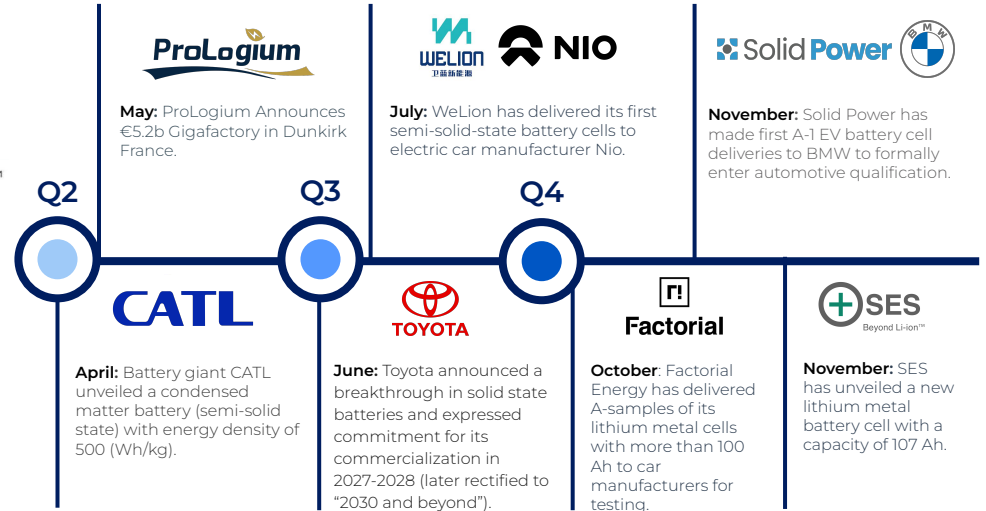 ProLogium
May: ProLogium Announces
€5.2b Gigafactory in Dunkirk
France.
WELION
卫蓝新能源
NIO
July: WeLion has delivered its first
semi-solid-state battery cells to
electric car manufacturer Nio.
Solid Power
BMW
November: Solid Power has
made first A-1 EV battery cell
deliveries to BMW to formally
enter automotive qualification.
Q2
Q3
Q4
CATL
April: Battery giant CATL
unveiled a condensed
matter battery (semi-solid
state) with energy density of
500 (Wh/kg).
TOYOTA
June: Toyota announced a
breakthrough in solid state
batteries and expressed
commitment for its
commercialization in
2027-2028 (later rectified to
“2030 and beyond”).
Factorial
October: Factorial
Energy has delivered
A-samples of its
lithium metal cells
with more than 100
Ah to car
manufacturers for
testing.
SES
Beyond Li-ion™
November: SES
has unveiled a new
lithium metal
battery cell with a
capacity of 107 Ah.